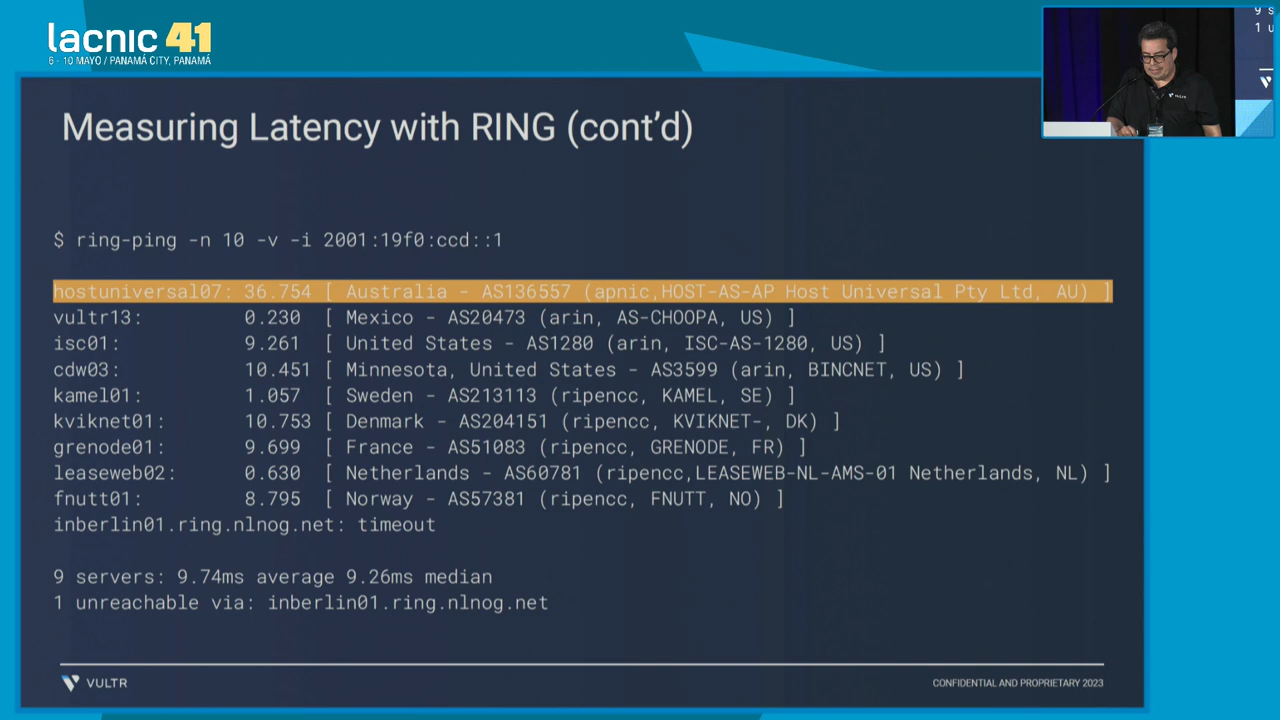 lacnic 41
6 - 10 MAYO / PANAMÁ CITY, PANAMÁ
9 s
1 u
Measuring Latency with RING (cont’d)
$ ring-ping -n 10 -v -i 2001:19f0:ccd::1
hostuniversal07: 36.754 [ Australia - AS136557 (apnic,HOST-AS-AP Host Universal Pty Ltd, AU) ]
vultr13: 0.230 [ Mexico - AS20473 (arin, AS-CHOOPA, US) ]
isc01: 9.261 [ United States - AS1280 (arin, ISC-AS-1280, US) ]
cdw03: 10.451 [ Minnesota, United States - AS3599 (arin, BINCNET, US) ]
kamel01: 1.057 [ Sweden - AS213113 (ripencc, KAMEL, SE) ]
kviknet01: 10.753 [ Denmark - AS204151 (ripencc, KVIKNET-, DK) ]
grenode01: 9.699 [ France - AS51083 (ripencc, GRENODE, FR) ]
leaseweb02: 0.630 [ Netherlands - AS60781 (ripencc,LEASEWEB-NL-AMS-01 Netherlands, NL) ]
fnutt01: 8.795 [ Norway - AS57381 (ripencc, FNUTT, NO) ]
inberlin01.ring.nlnog.net: timeout
9 servers: 9.74ms average 9.26ms median
1 unreachable via: inberlin01.ring.nlnog.net
VULTR
CONFIDENTIAL AND PROPRIETARY 2023